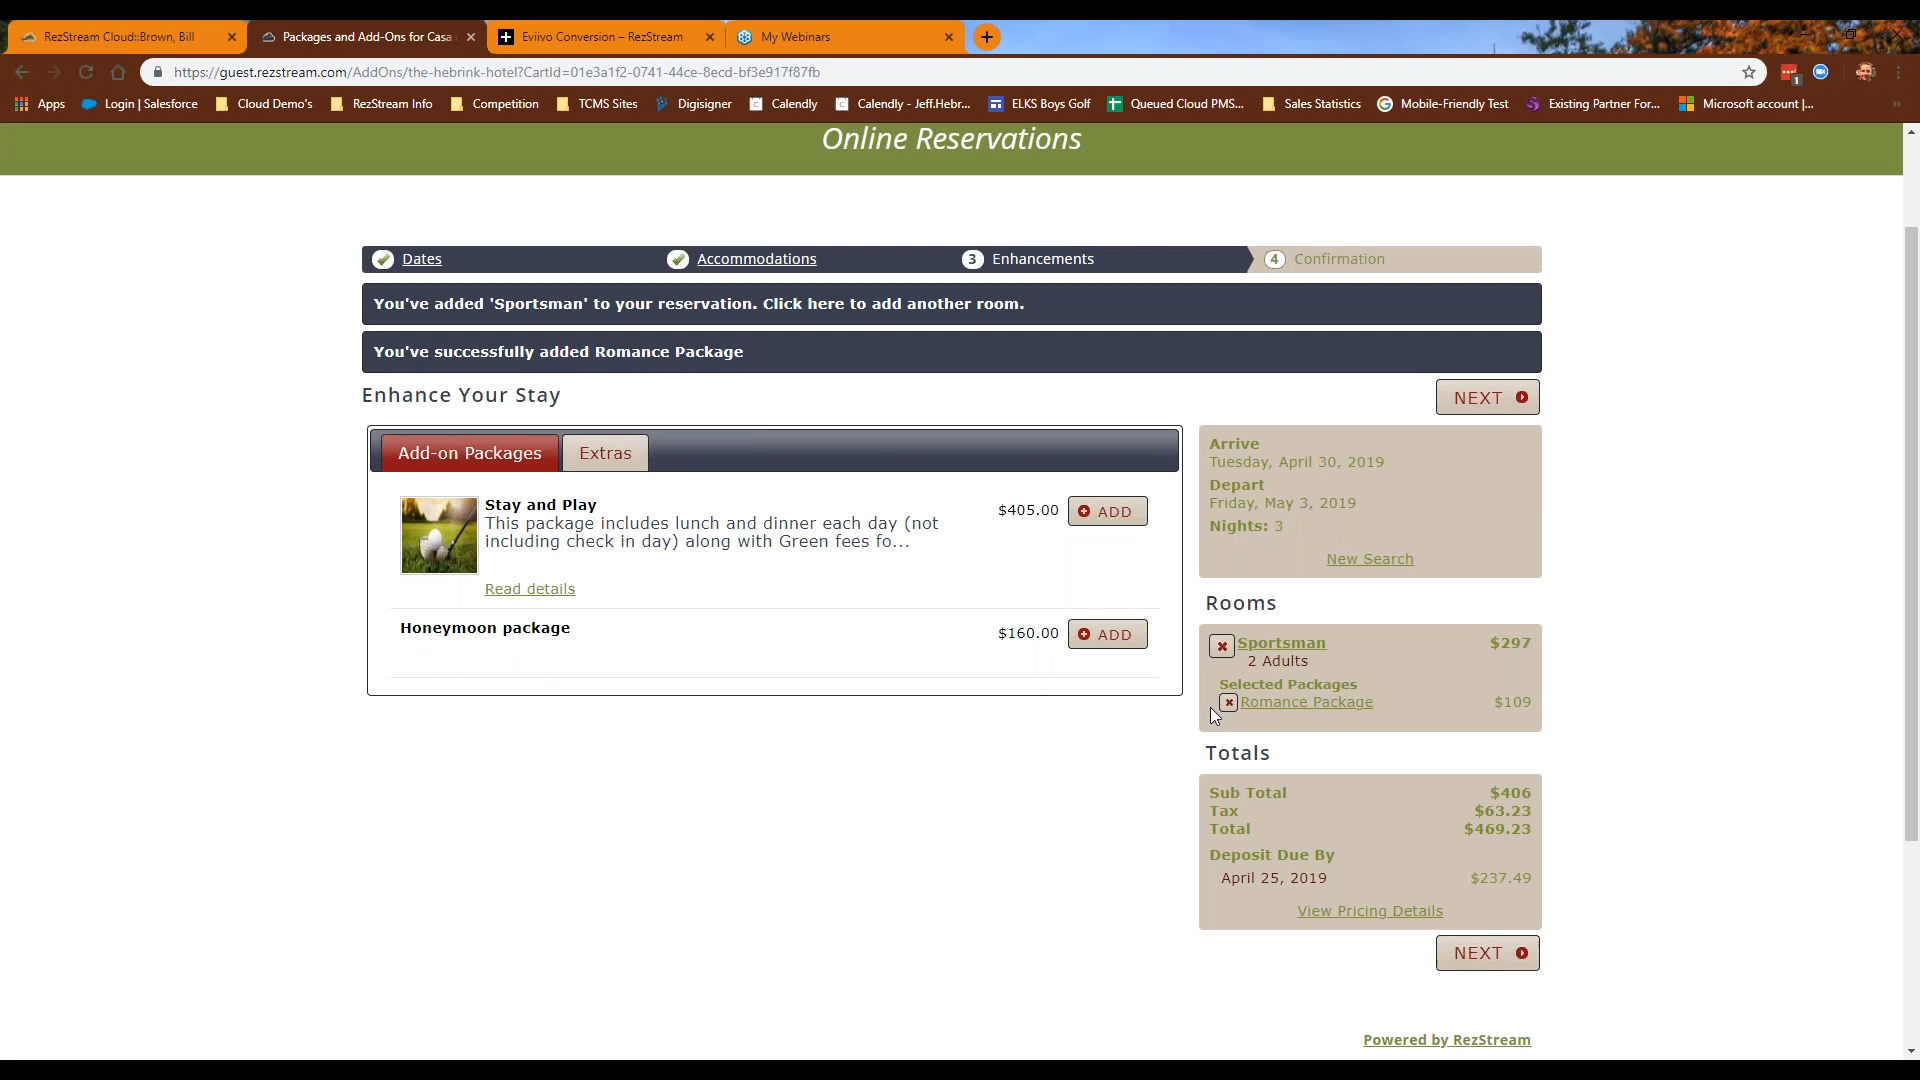 RezStream Cloud::Brown, Bill
Packages and Add-Ons for Casa
Eviivo Conversion – RezStream
My Webinars
https://guest.rezstream.com/AddOns/the-hebrink-hotel?CartId=01e3a1f2-0741-44ce-8ecd-bf3e917f87fb
1
Apps
Login | Salesforce
Cloud Demo's
RezStream Info
Competition
TCMS Sites
Digisigner
Calendly
Calendly - Jeff.Hebr...
ELKS Boys Golf
Queued Cloud PMS...
Sales Statistics
Mobile-Friendly Test
Existing Partner For...
Microsoft account |...
Online Reservations
Dates
Accommodations
3 Enhancements
4 Confirmation
You've added 'Sportsman' to your reservation. Click here to add another room.
You've successfully added Romance Package
Enhance Your Stay
NEXT
Add-on Packages
Extras
Stay and Play
This package includes lunch and dinner each day (not
including check in day) along with Green fees fo...
Read details
$405.00
ADD
Honeymoon package
$160.00
ADD
Arrive
Tuesday, April 30, 2019
Depart
Friday, May 3, 2019
Nights: 3
New Search
Rooms
Sportsman $297
2 Adults
Selected Packages
Romance Package $109
Totals
Sub Total $406
Tax $63.23
Total $469.23
Deposit Due By
April 25, 2019 $237.49
View Pricing Details
NEXT
Powered by RezStream